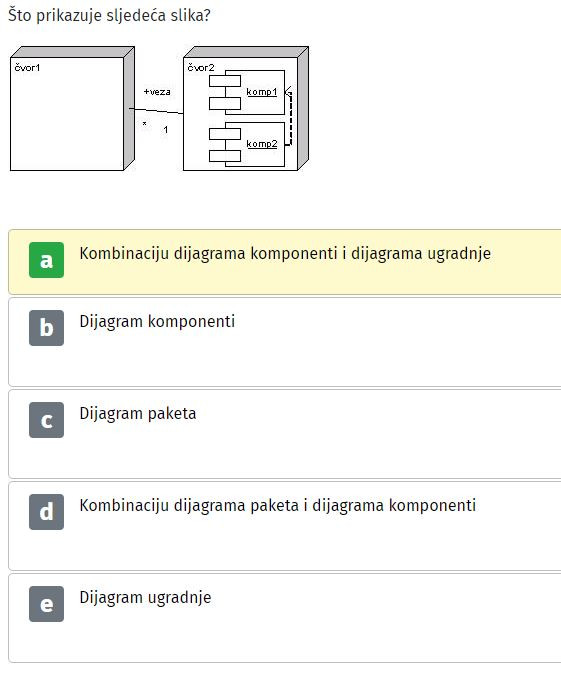 Što prikazuje sljedeća slika?
čvor1
+veza
*
1
čvor2
komp1
komp2
a
Kombinaciju dijagrama komponenti i dijagrama ugradnje
b
Dijagram komponenti
c
Dijagram paketa
d
Kombinaciju dijagrama paketa i dijagrama komponenti
e
Dijagram ugradnje